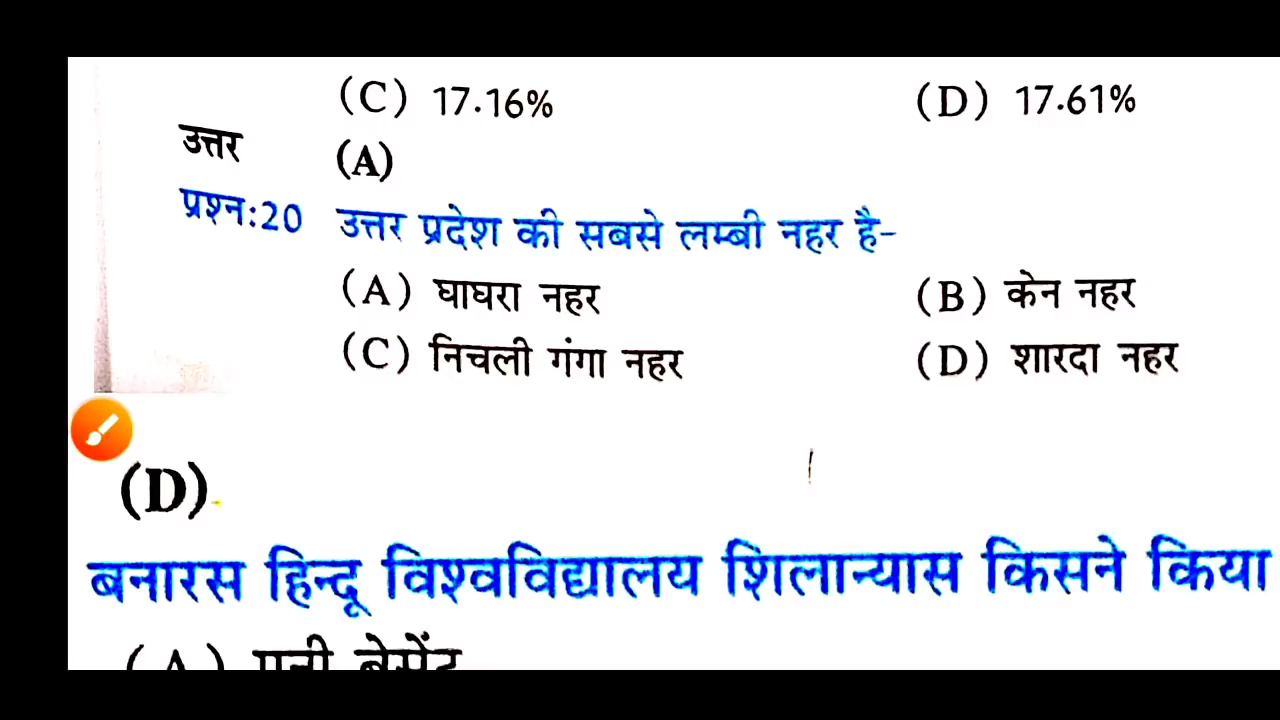 (C) 17.16% (D) 17.61%
उत्तर (A)
प्रश्न:20 उत्तर प्रदेश की सबसे लम्बी नहर है-
(A) घाघरा नहर (B) केन नहर
(C) निचली गंगा नहर (D) शारदा नहर
(D)
बनारस हिन्दू विश्वविद्यालय शिलान्यास किसने किया
(A) एनी बेसेंट